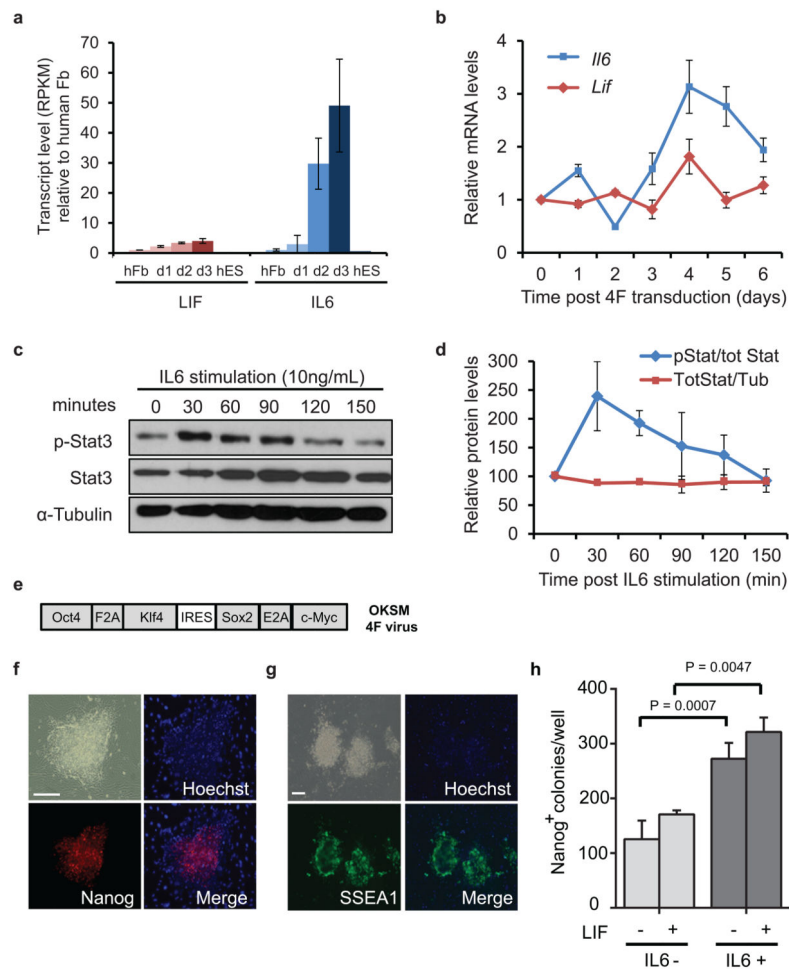 a
Transcript level (RPKM)
relative to human Fb
70
60
50
40
30
20
10
0
hFb d1 d2 d3 hES hFb d1 d2 d3 hES
LIF IL6
b
Relative mRNA levels
4
3
2
1
0
Il6
Lif
0 1 2 3 4 5 6
Time post 4F transduction (days)
c
IL6 stimulation (10ng/mL)
minutes 0 30 60 90 120 150
p-Stat3
Stat3
α-Tubulin
d
Relative protein levels
300
250
200
150
100
50
0
pStat/tot Stat
TotStat/Tub
0 30 60 90 120 150
Time post IL6 stimulation (min)
e
Oct4 F2A Klf4 IRES Sox2 E2A c-Myc
OKSM
4F virus
f
Hoechst
Nanog
Merge
g
Hoechst
SSEA1
Merge
h
P = 0.0047
P = 0.0007
Nanog+ colonies/well
400
300
200
100
0
LIF - + - +
IL6 - IL6 +